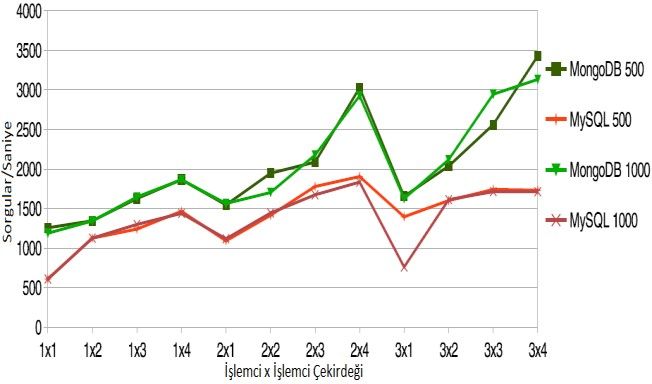 4000
3500
3000
2500
2000
1500
1000
500
0
Sorgular/Saniye
1x1 1x2 1x3 1x4 2x1 2x2 2x3 2x4 3x1 3x2 3x3 3x4
İşlemci x İşlemci Çekirdeği
MongoDB 500
MySQL 500
MongoDB 1000
MySQL 1000